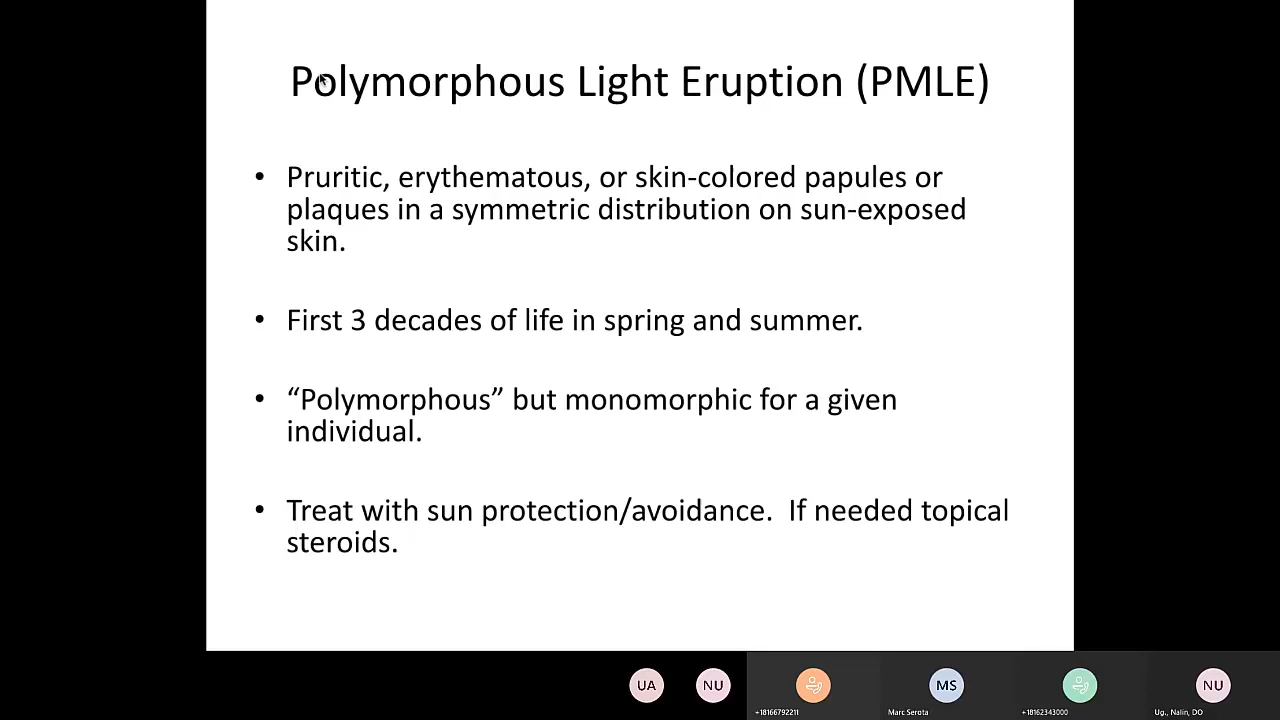 Polymorphous Light Eruption (PMLE)
• Pruritic, erythematous, or skin-colored papules or
plaques in a symmetric distribution on sun-exposed
skin.
• First 3 decades of life in spring and summer.
• “Polymorphous” but monomorphic for a given
individual.
• Treat with sun protection/avoidance.  If needed topical
steroids.
UA
NU
MS
NU
+18166792211
Marc Serota
+18162343000
Ug., Nalin, DO